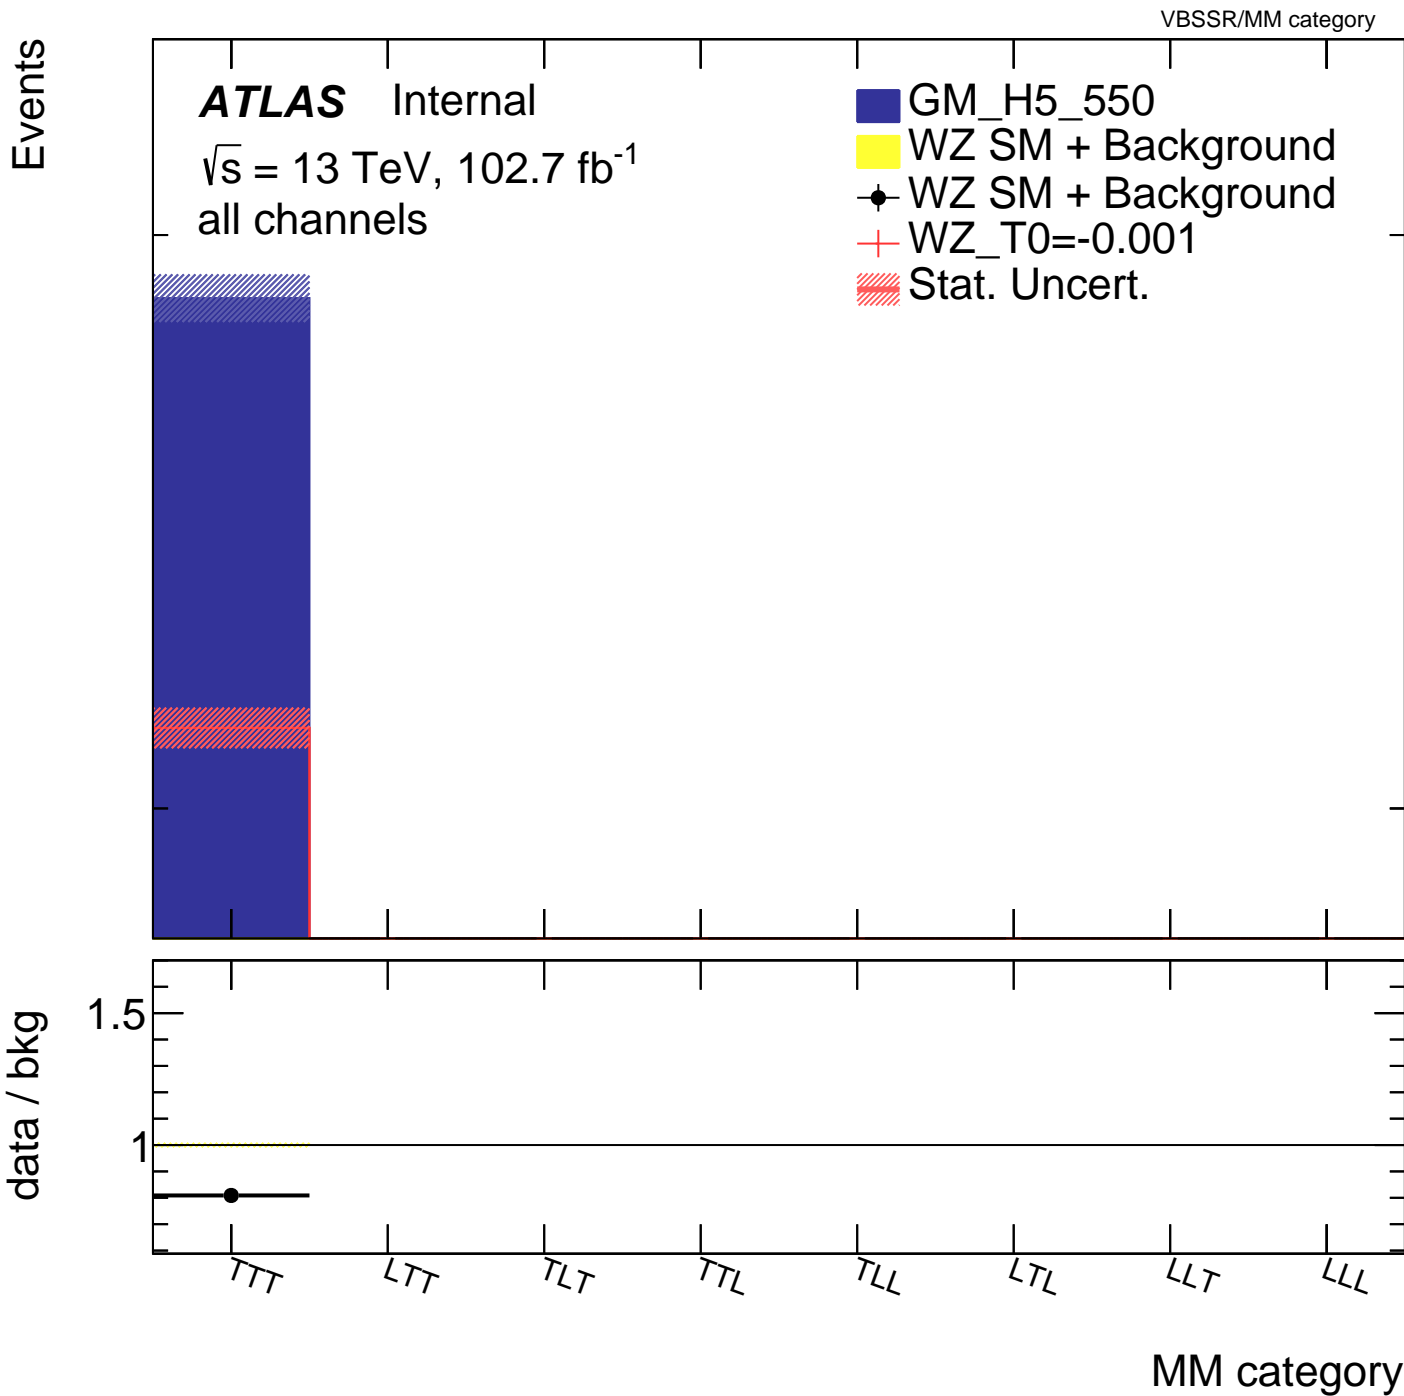 VBSSR/MM category
Events
ATLAS Internal
√s = 13 TeV, 102.7 fb-1
all channels
GM_H5_550
WZ SM + Background
WZ SM + Background
WZ_T0=-0.001
Stat. Uncert.
data / bkg
1.5
1
TTT
LTT
TLT
TTL
TLL
LTL
LLT
LLL
MM category